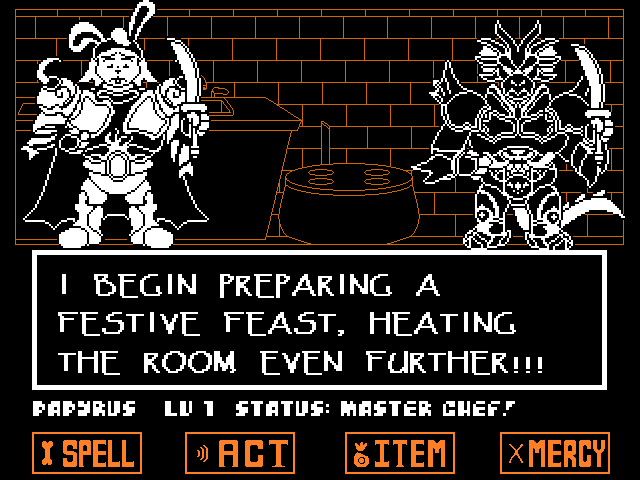 I BEGIN PREPARING A
FESTIVE FEAST, HEATING
THE ROOM EVEN FURTHER!!!
PAPYRUS LV 1 STATUS: MASTER CHEF!
SPELL ACT ITEM MERCY